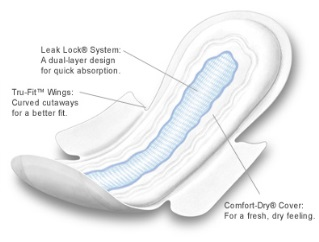 Leak Lock® System:
A dual-layer design
for quick absorption.
Tru-Fit™ Wings:
Curved cutaways
for a better fit.
Comfort-Dry® Cover:
For a fresh, dry feeling.